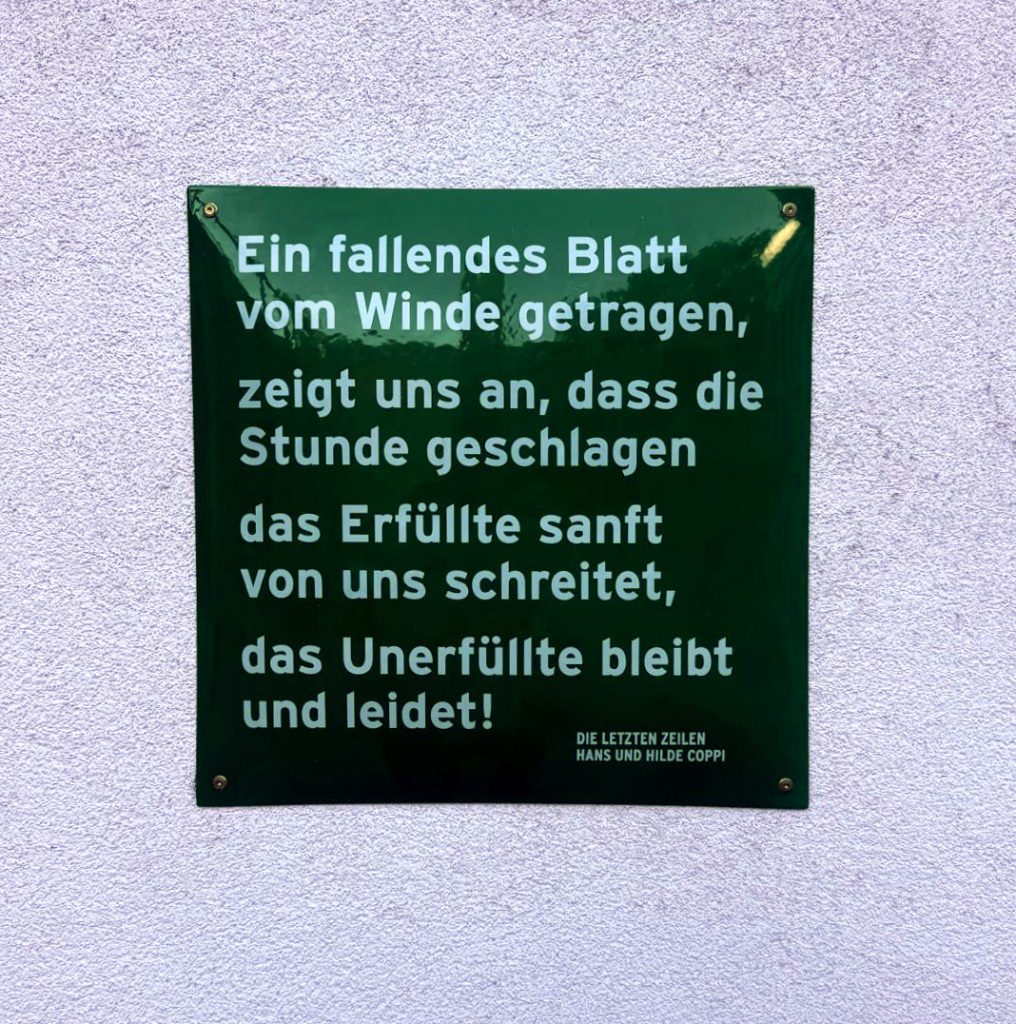 Ein fallendes Blatt
vom Winde getragen,
zeigt uns an, dass die
Stunde geschlagen
das Erfüllte sanft
von uns schreitet,
das Unerfüllte bleibt
und leidet!
DIE LETZTEN ZEILEN
HANS UND HILDE COPPI